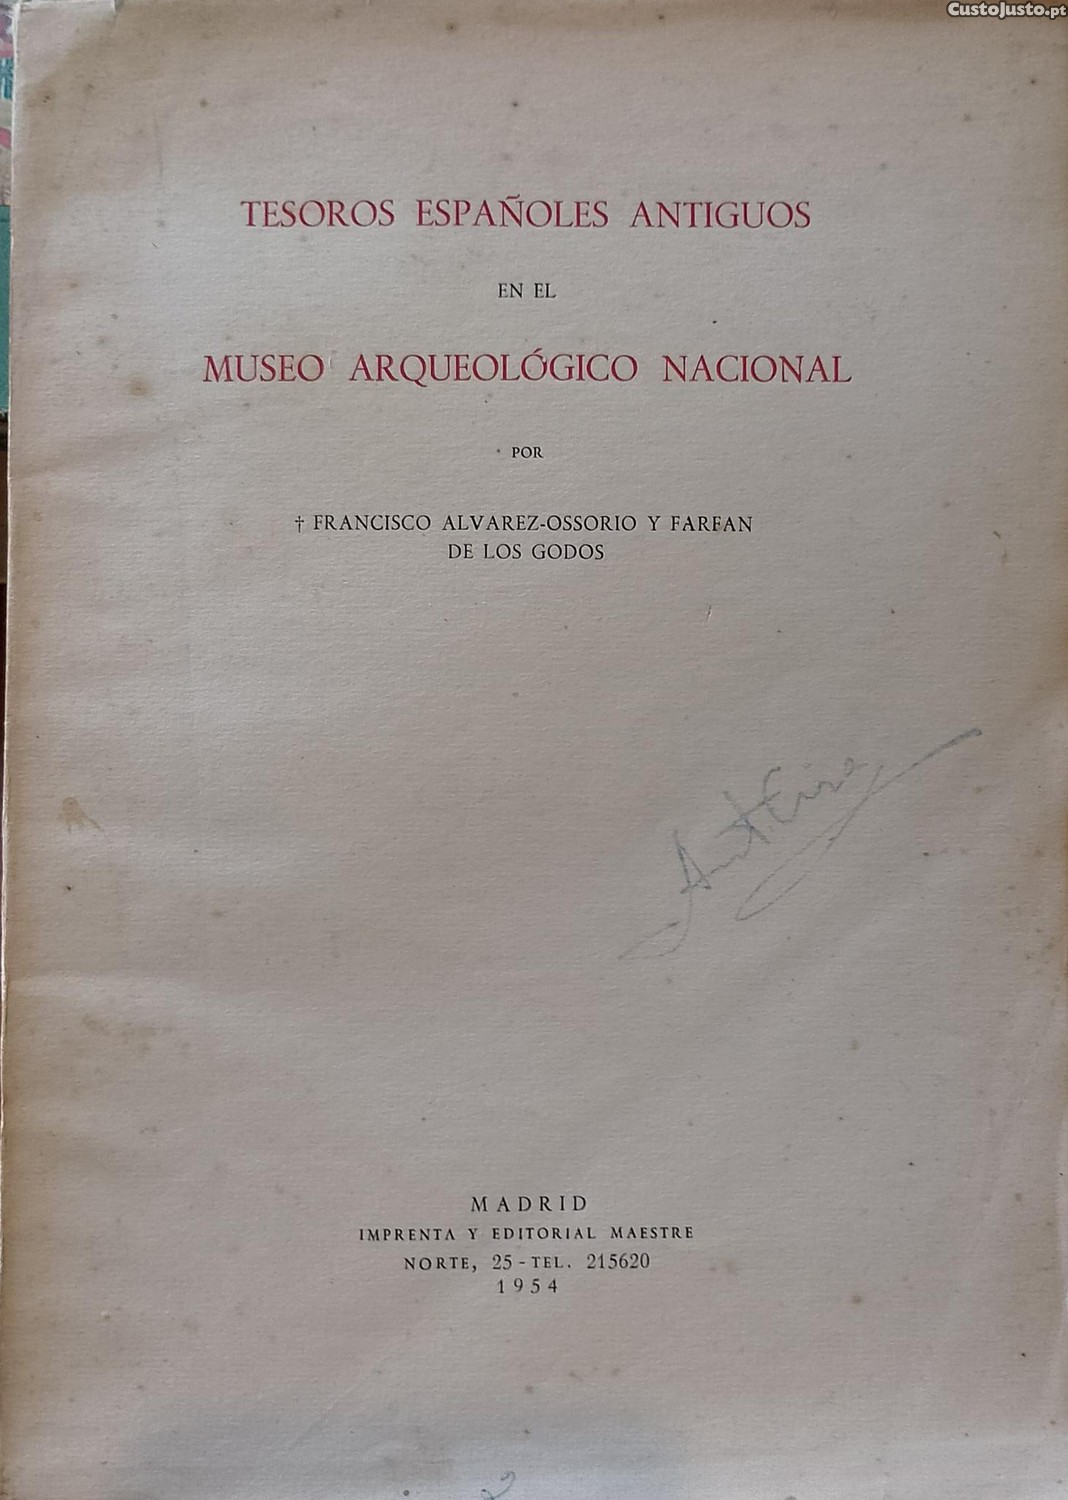 CustoJusto.pt
TESOROS ESPAÑOLES ANTIGUOS
EN EL
MUSEO ARQUEOLÓGICO NACIONAL
POR
† FRANCISCO ALVAREZ-OSSORIO Y FARFAN
DE LOS GODOS
MADRID
IMPRENTA Y EDITORIAL MAESTRE
NORTE, 25 - TEL. 215620
1954